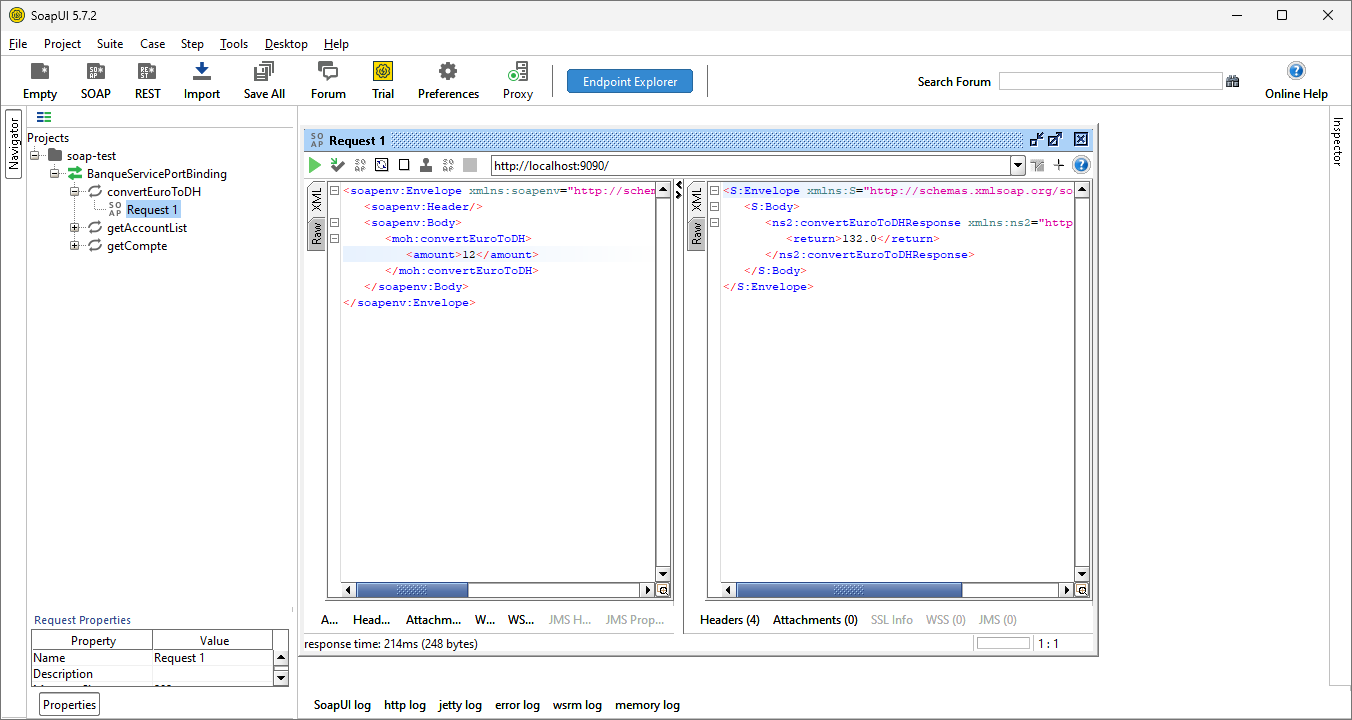 SoapUI 5.7.2
File Project Suite Case Step Tools Desktop Help
Empty SOAP REST Import Save All Forum Trial Preferences Proxy Endpoint Explorer Search Forum Online Help
Navigator
Inspector
Projects
soap-test
BanqueServicePortBinding
convertEuroToDH
SOAP Request 1
getAccountList
getCompte
SOAP Request 1
http://localhost:9090/
XML
Raw
<soapenv:Envelope xmlns:soapenv="http://schem
<soapenv:Header/>
<soapenv:Body>
<moh:convertEuroToDH>
<amount>12</amount>
</moh:convertEuroToDH>
</soapenv:Body>
</soapenv:Envelope>
XML
Raw
<S:Envelope xmlns:S="http://schemas.xmlsoap.org/so
<S:Body>
<ns2:convertEuroToDHResponse xmlns:ns2="http
<return>132.0</return>
</ns2:convertEuroToDHResponse>
</S:Body>
</S:Envelope>
A... Head... Attachm... W... WS... JMS H... JMS Prop...
Headers (4) Attachments (0) SSL Info WSS (0) JMS (0)
response time: 214ms (248 bytes)
1 : 1
Request Properties
Property Value
Name Request 1
Description
Properties
SoapUI log http log jetty log error log wsrm log memory log